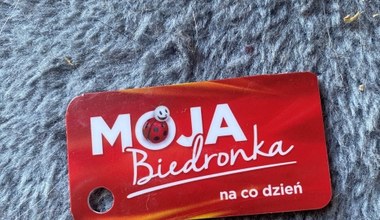 MOJA
Biedronka
na co dzień